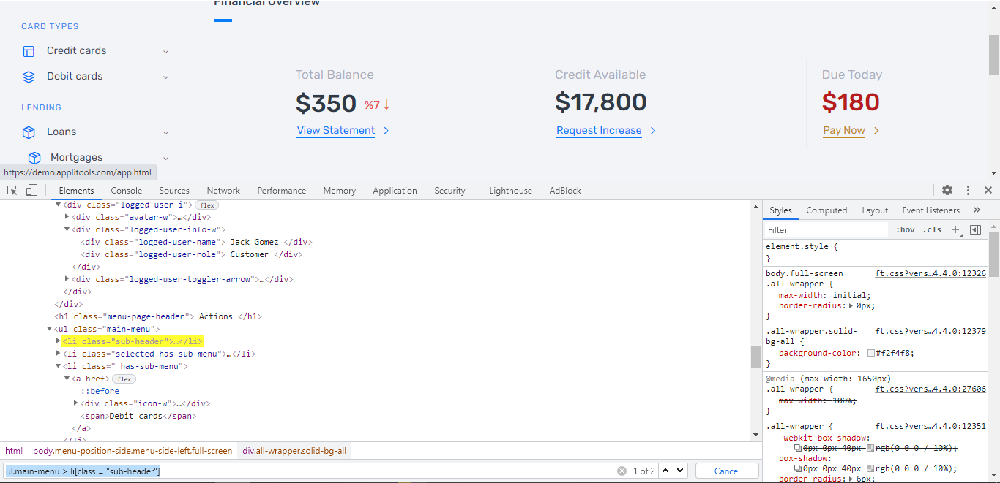 Financial Overview
CARD TYPES
Credit cards
Debit cards
LENDING
Loans
Mortgages
https://demo.applitools.com/app.html
Total Balance
$350 %7
View Statement
Credit Available
$17,800
Request Increase
Due Today
$180
Pay Now
Elements Console Sources Network Performance Memory Application Security Lighthouse AdBlock
<div class="logged-user-i"> flex
<div class="avatar-w">…</div>
<div class="logged-user-info-w">
<div class="logged-user-name"> Jack Gomez </div>
<div class="logged-user-role"> Customer </div>
</div>
<div class="logged-user-toggler-arrow">…</div>
</div>
</div>
<h1 class="menu-page-header"> Actions </h1>
<ul class="main-menu">
<li class="sub-header">…</li>
<li class="selected has-sub-menu">…</li>
<li class=" has-sub-menu">
<a href> flex
::before
<div class="icon-w">…</div>
<span>Debit cards</span>
</a>
</li>
html body.menu-position-side.menu-side-left.full-screen div.all-wrapper.solid-bg-all
ul.main-menu > li[class = "sub-header"] 1 of 2 Cancel
Styles Computed Layout Event Listeners »
Filter :hov .cls +
element.style {
}
body.full-screen ft.css?vers…4.4.0:12326
.all-wrapper {
max-width: initial;
border-radius: 0px;
}
.all-wrapper.solid- ft.css?vers…4.4.0:12379
bg-all {
background-color: #f2f4f8;
}
@media (max-width: 1650px)
.all-wrapper { ft.css?vers…4.4.0:27606
max-width: 100%;
}
.all-wrapper { ft.css?vers…4.4.0:12351
-webkit-box-shadow:
0px 0px 40px rgb(0 0 0 / 10%);
box-shadow:
0px 0px 40px rgb(0 0 0 / 10%);
border-radius: 6px;